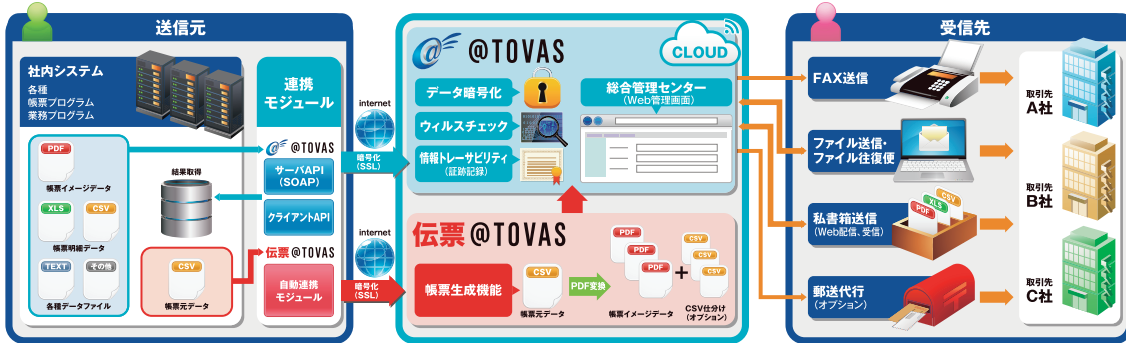 送信元
社内システム
各種
帳票プログラム
業務プログラム
連携
モジュール
@TOVAS
サーバAPI
(SOAP)
クライアントAPI
PDF
帳票イメージデータ
XLS
CSV
帳票明細データ
TEXT
その他
各種データファイル
結果取得
CSV
帳票元データ
伝票@TOVAS
自動連携
モジュール
internet
暗号化
(SSL)
internet
暗号化
(SSL)
@TOVAS
CLOUD
データ暗号化
ウィルスチェック
情報トレーサビリティ
(証跡記録)
総合管理センター
(Web管理画面)
伝票@TOVAS
帳票生成機能
CSV
帳票元データ
PDF変換
PDF
PDF
PDF
帳票イメージデータ
+
CSV
CSV
CSV
CSV仕分け
(オプション)
受信先
FAX送信
ファイル送信・
ファイル往復便
私書箱送信
(Web配信、受信)
PDF
XLS
CSV
郵送代行
(オプション)
取引先
A社
取引先
B社
取引先
C社